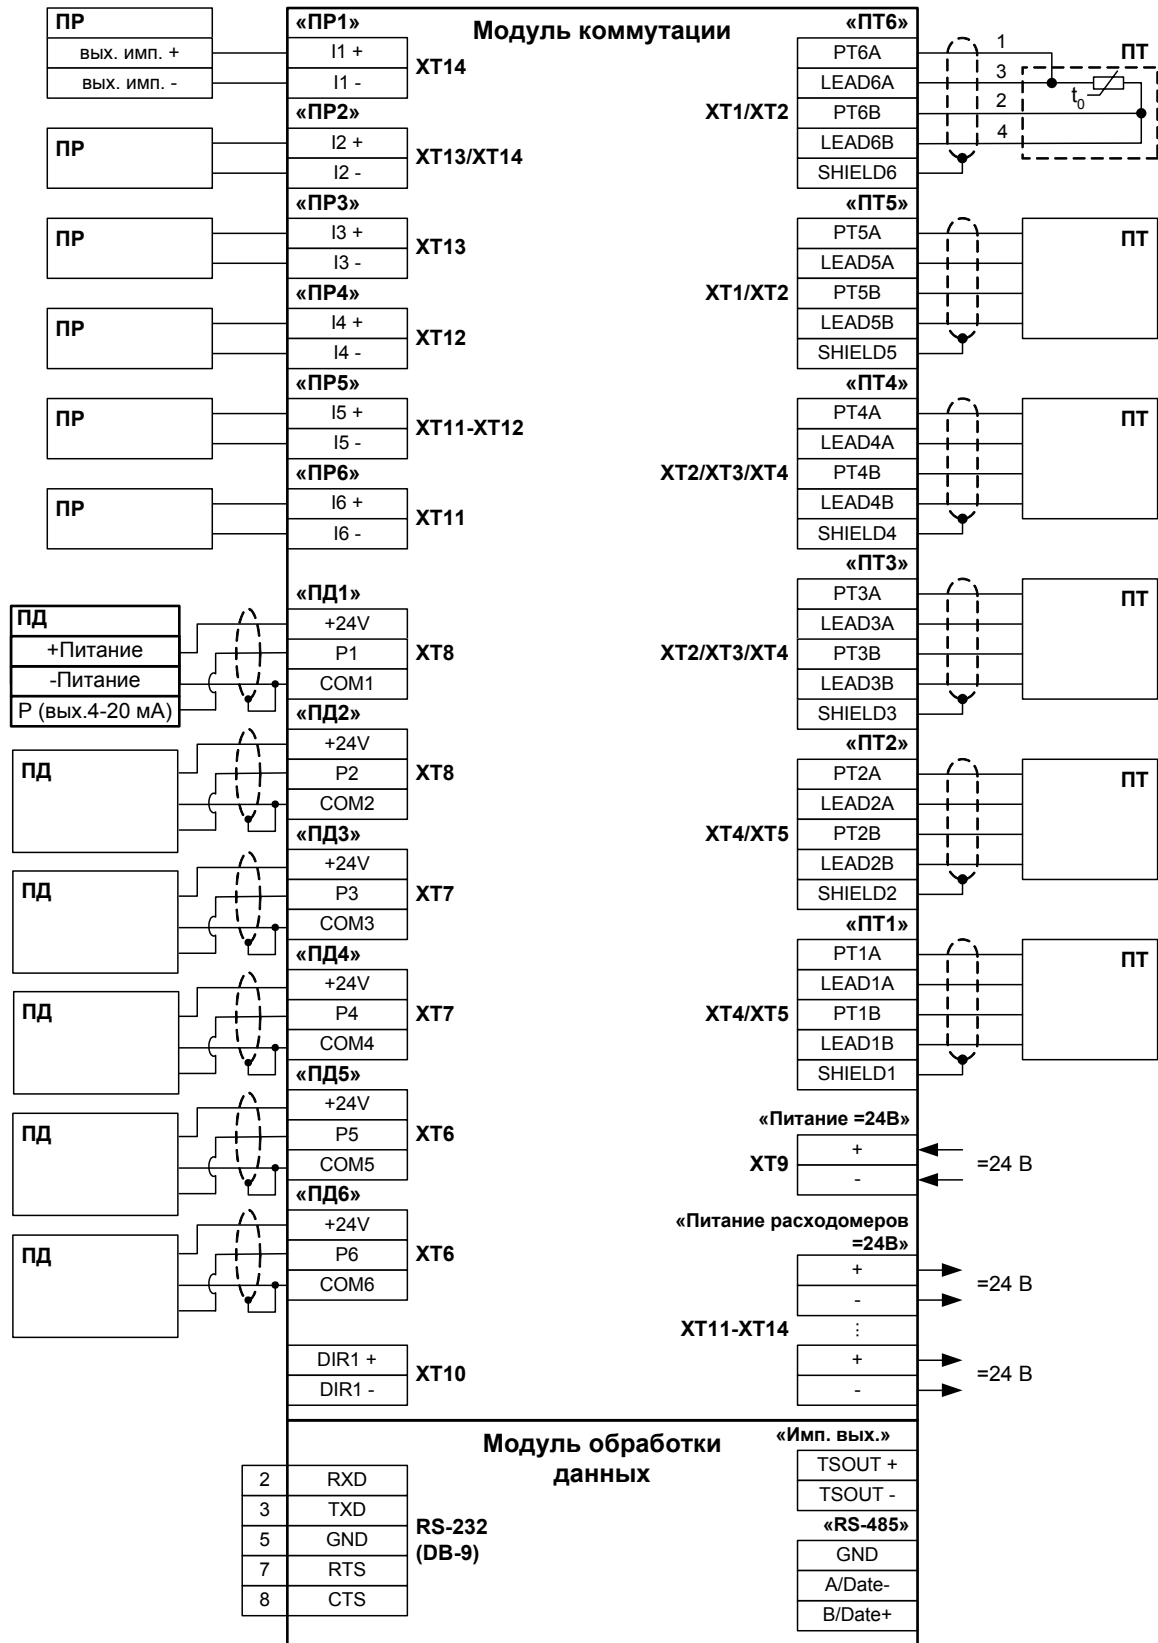 Модуль коммутации
ПР
вых. имп. +
вых. имп. -
«ПР1»
I1 +
I1 -
XT14
ПР
«ПР2»
I2 +
I2 -
XT13/XT14
ПР
«ПР3»
I3 +
I3 -
XT13
ПР
«ПР4»
I4 +
I4 -
XT12
ПР
«ПР5»
I5 +
I5 -
XT11-XT12
ПР
«ПР6»
I6 +
I6 -
XT11
ПД
+Питание
-Питание
P (вых.4-20 мА)
«ПД1»
+24V
P1
COM1
XT8
ПД
«ПД2»
+24V
P2
COM2
XT8
ПД
«ПД3»
+24V
P3
COM3
XT7
ПД
«ПД4»
+24V
P4
COM4
XT7
ПД
«ПД5»
+24V
P5
COM5
XT6
ПД
«ПД6»
+24V
P6
COM6
XT6
DIR1 +
DIR1 -
XT10
«ПТ6»
XT1/XT2
PT6A
LEAD6A
PT6B
LEAD6B
SHIELD6
1
3
2
4
t0
ПТ
«ПТ5»
XT1/XT2
PT5A
LEAD5A
PT5B
LEAD5B
SHIELD5
ПТ
«ПТ4»
XT2/XT3/XT4
PT4A
LEAD4A
PT4B
LEAD4B
SHIELD4
ПТ
«ПТ3»
XT2/XT3/XT4
PT3A
LEAD3A
PT3B
LEAD3B
SHIELD3
ПТ
«ПТ2»
XT4/XT5
PT2A
LEAD2A
PT2B
LEAD2B
SHIELD2
ПТ
«ПТ1»
XT4/XT5
PT1A
LEAD1A
PT1B
LEAD1B
SHIELD1
ПТ
«Питание =24В»
XT9
+
-
=24 В
«Питание расходомеров
=24В»
+
-
=24 В
XT11-XT14
⋮
+
-
=24 В
Модуль обработки
данных
2 RXD
3 TXD
5 GND
7 RTS
8 CTS
RS-232
(DB-9)
«Имп. вых.»
TSOUT +
TSOUT -
«RS-485»
GND
A/Date-
B/Date+